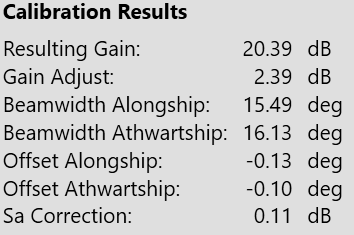 Calibration Results
Resulting Gain: 20.39 dB
Gain Adjust: 2.39 dB
Beamwidth Alongship: 15.49 deg
Beamwidth Athwartship: 16.13 deg
Offset Alongship: -0.13 deg
Offset Athwartship: -0.10 deg
Sa Correction: 0.11 dB